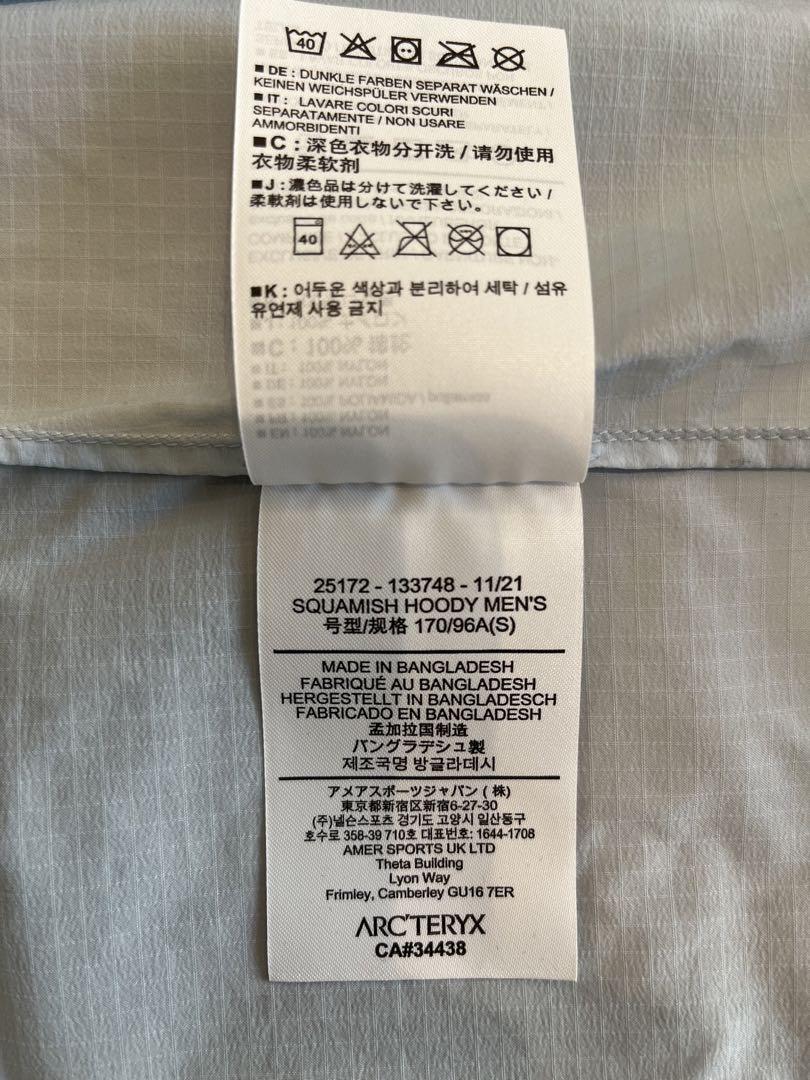 40
■ DE : DUNKLE FARBEN SEPARAT WÄSCHEN /
KEINEN WEICHSPÜLER VERWENDEN
■ IT : LAVARE COLORI SCURI
SEPARATAMENTE / NON USARE
AMMORBIDENTI
■C : 深色衣物分开洗 / 请勿使用
衣物柔软剂
■J : 濃色品は分けて洗濯してください /
柔軟剤は使用しないで下さい。
40
■K : 어두운 색상과 분리하여 세탁 / 섬유
유연제 사용 금지
25172 - 133748 - 11/21
SQUAMISH HOODY MEN'S
号型/规格 170/96A(S)
MADE IN BANGLADESH
FABRIQUÉ AU BANGLADESH
HERGESTELLT IN BANGLADESCH
FABRICADO EN BANGLADESH
孟加拉国制造
バングラデシュ製
제조국명 방글라데시
アメアスポーツジャパン (株)
東京都新宿区新宿6-27-30
(주)넬슨스포츠 경기도 고양시 일산동구
호수로 358-39 710호 대표번호: 1644-1708
AMER SPORTS UK LTD
Theta Building
Lyon Way
Frimley, Camberley GU16 7ER
ARC'TERYX
CA#34438